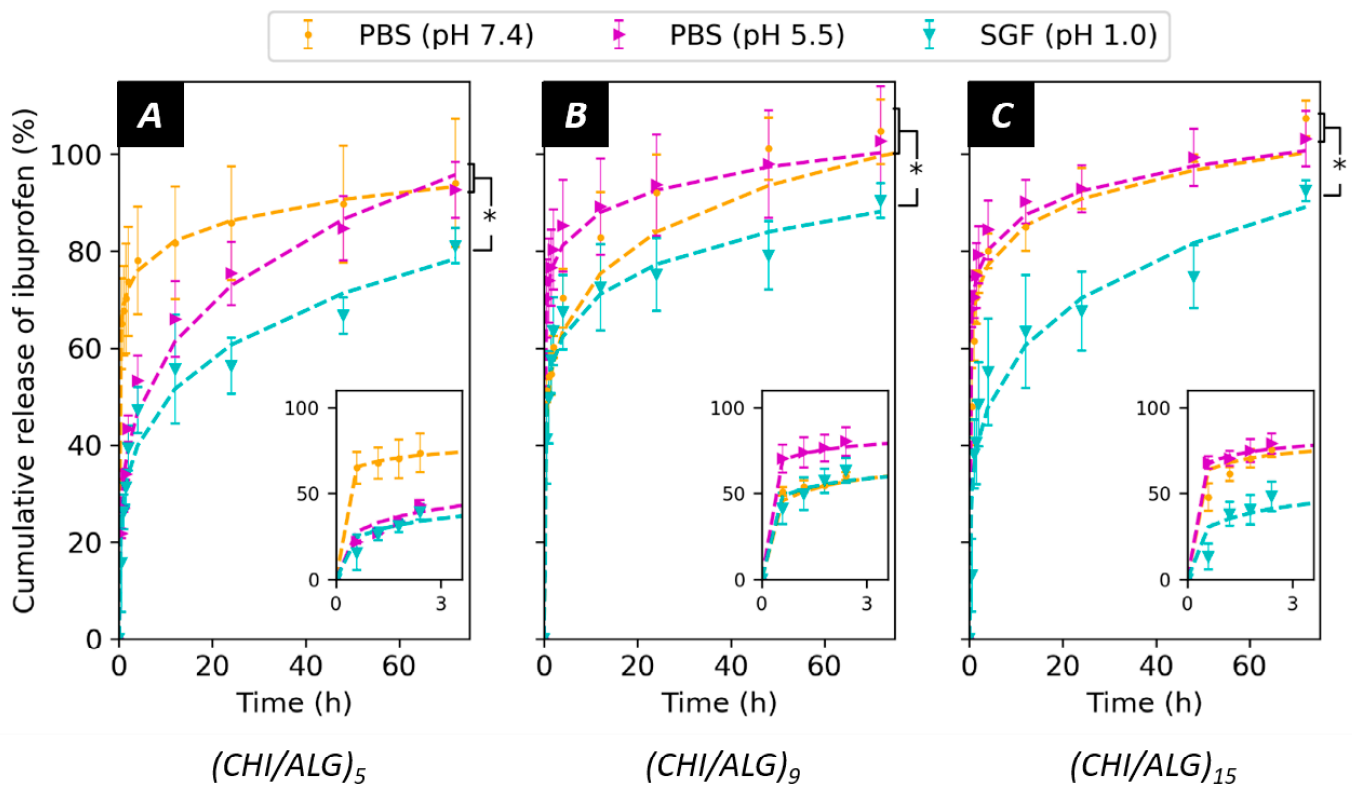 PBS (pH 7.4) PBS (pH 5.5) SGF (pH 1.0)
A B C
Cumulative release of ibuprofen (%)
100
80
60
40
20
0
* * *
100 100 100
50 50 50
0 0 0
0 3 0 3 0 3
0 20 40 60 0 20 40 60 0 20 40 60
Time (h) Time (h) Time (h)
(CHI/ALG)5 (CHI/ALG)9 (CHI/ALG)15